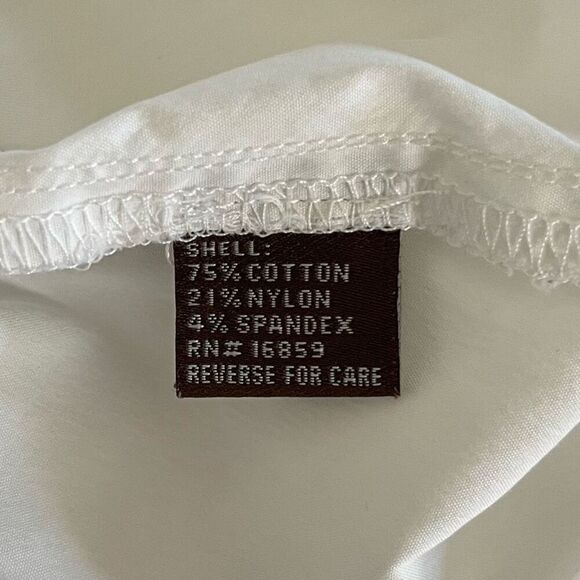 SHELL:
75% COTTON
21% NYLON
4% SPANDEX
RN# 16859
REVERSE FOR CARE